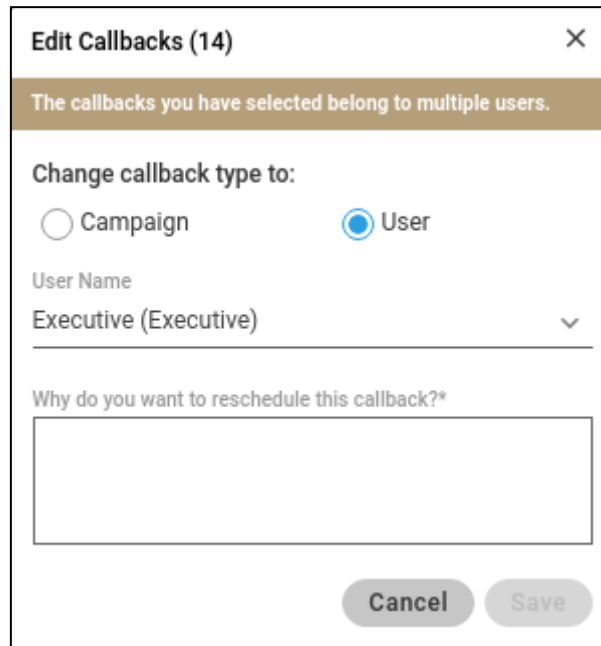 Edit Callbacks (14)
The callbacks you have selected belong to multiple users.
Change callback type to:
Campaign User
User Name
Executive (Executive)
Why do you want to reschedule this callback?*
Cancel Save